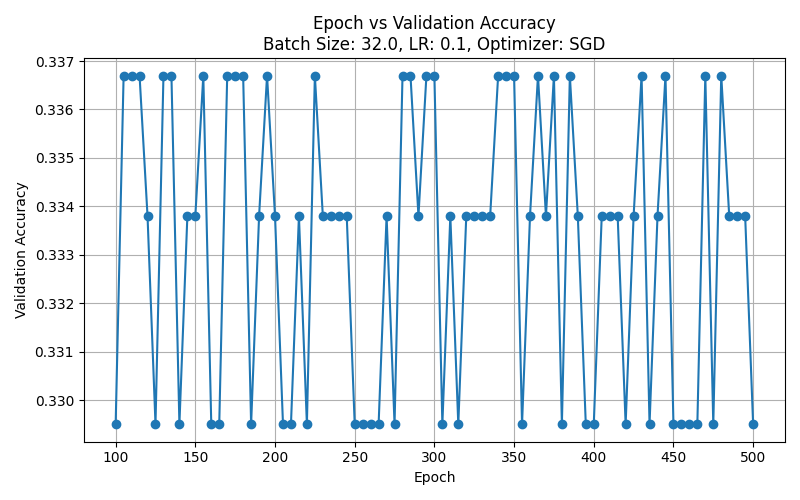 Epoch vs Validation Accuracy
Batch Size: 32.0, LR: 0.1, Optimizer: SGD
0.337
0.336
0.335
0.334
0.333
0.332
0.331
0.330
Validation Accuracy
100 150 200 250 300 350 400 450 500
Epoch